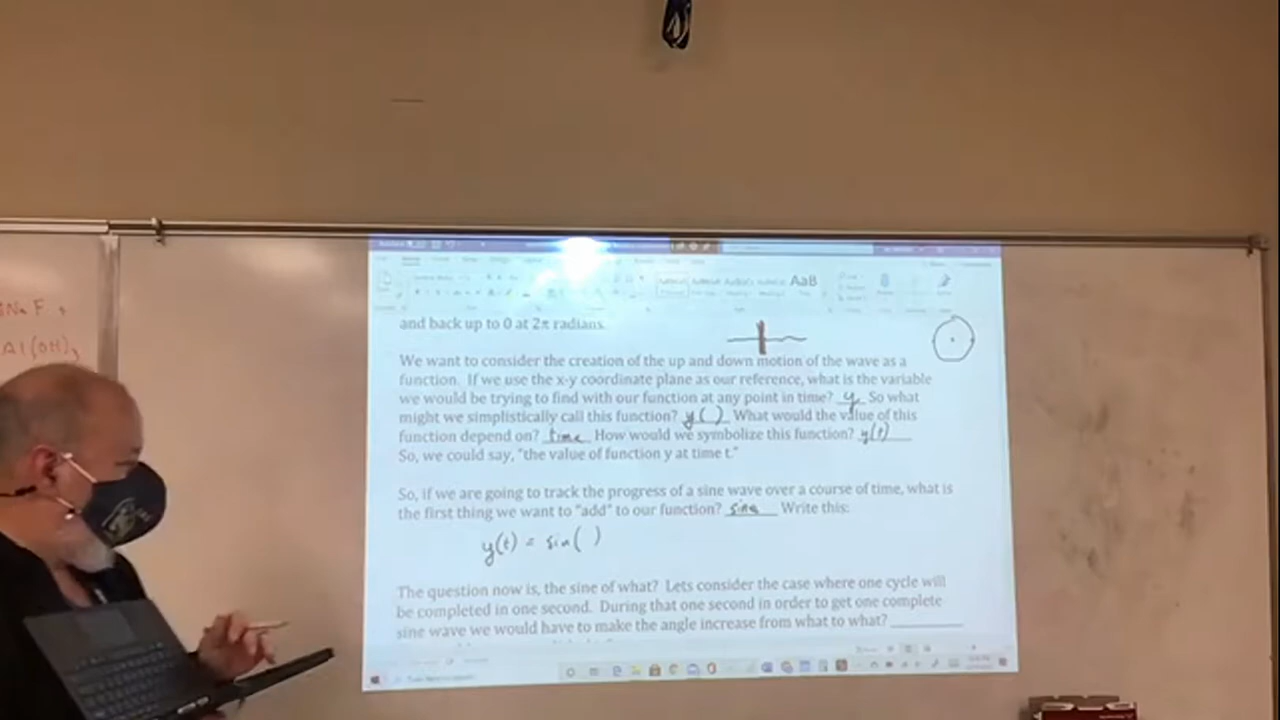 Al(OH)3
AaB
and back up to 0 at 2π radians.
We want to consider the creation of the up and down motion of the wave as a
function. If we use the x-y coordinate plane as our reference, what is the variable
we would be trying to find with our function at any point in time? y So what
might we simplistically call this function? y( ) What would the value of this
function depend on? time How would we symbolize this function? y(t)
So, we could say, "the value of function y at time t."
So, if we are going to track the progress of a sine wave over a course of time, what is
the first thing we want to "add" to our function? sine Write this:
y(t) = sin( )
The question now is, the sine of what? Lets consider the case where one cycle will
be completed in one second. During that one second in order to get one complete
sine wave we would have to make the angle increase from what to what?